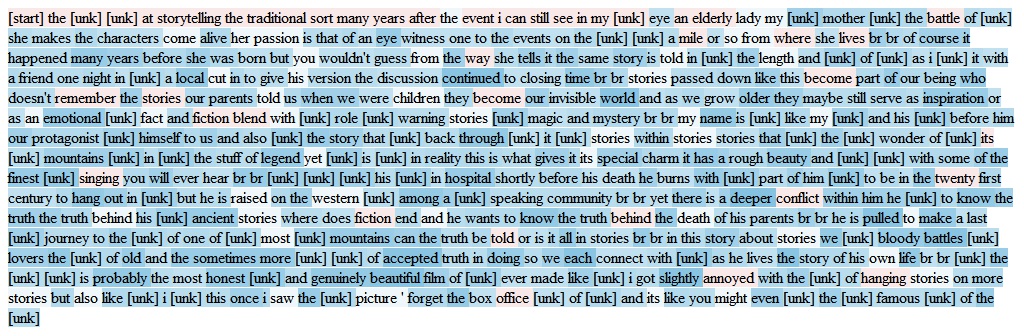 [start] the [unk] [unk] at storytelling the traditional sort many years after the event i can still see in my [unk] eye an elderly lady my [unk] mother [unk] the battle of [unk]
she makes the characters come alive her passion is that of an eye witness one to the events on the [unk] [unk] a mile or so from where she lives br br of course it
happened many years before she was born but you wouldn't guess from the way she tells it the same story is told in [unk] the length and [unk] of [unk] as i [unk] it with
a friend one night in [unk] a local cut in to give his version the discussion continued to closing time br br stories passed down like this become part of our being who
doesn't remember the stories our parents told us when we were children they become our invisible world and as we grow older they maybe still serve as inspiration or
as an emotional [unk] fact and fiction blend with [unk] role [unk] warning stories [unk] magic and mystery br br my name is [unk] like my [unk] and his [unk] before him
our protagonist [unk] himself to us and also [unk] the story that [unk] back through [unk] it [unk] stories within stories stories that [unk] the [unk] wonder of [unk] its
[unk] mountains [unk] in [unk] the stuff of legend yet [unk] is [unk] in reality this is what gives it its special charm it has a rough beauty and [unk] with some of the
finest [unk] singing you will ever hear br br [unk] [unk] [unk] his [unk] in hospital shortly before his death he burns with [unk] part of him [unk] to be in the twenty first
century to hang out in [unk] but he is raised on the western [unk] among a [unk] speaking community br br yet there is a deeper conflict within him he [unk] to know the
truth the truth behind his [unk] ancient stories where does fiction end and he wants to know the truth behind the death of his parents br br he is pulled to make a last
[unk] journey to the [unk] of one of [unk] most [unk] mountains can the truth be told or is it all in stories br br in this story about stories we [unk] bloody battles [unk]
lovers the [unk] of old and the sometimes more [unk] [unk] of accepted truth in doing so we each connect with [unk] as he lives the story of his own life br br [unk] the
[unk] [unk] is probably the most honest [unk] and genuinely beautiful film of [unk] ever made like [unk] i got slightly annoyed with the [unk] of hanging stories on more
stories but also like [unk] i [unk] this once i saw the [unk] picture ' forget the box office [unk] of [unk] and its like you might even [unk] the [unk] famous [unk] of the
[unk]